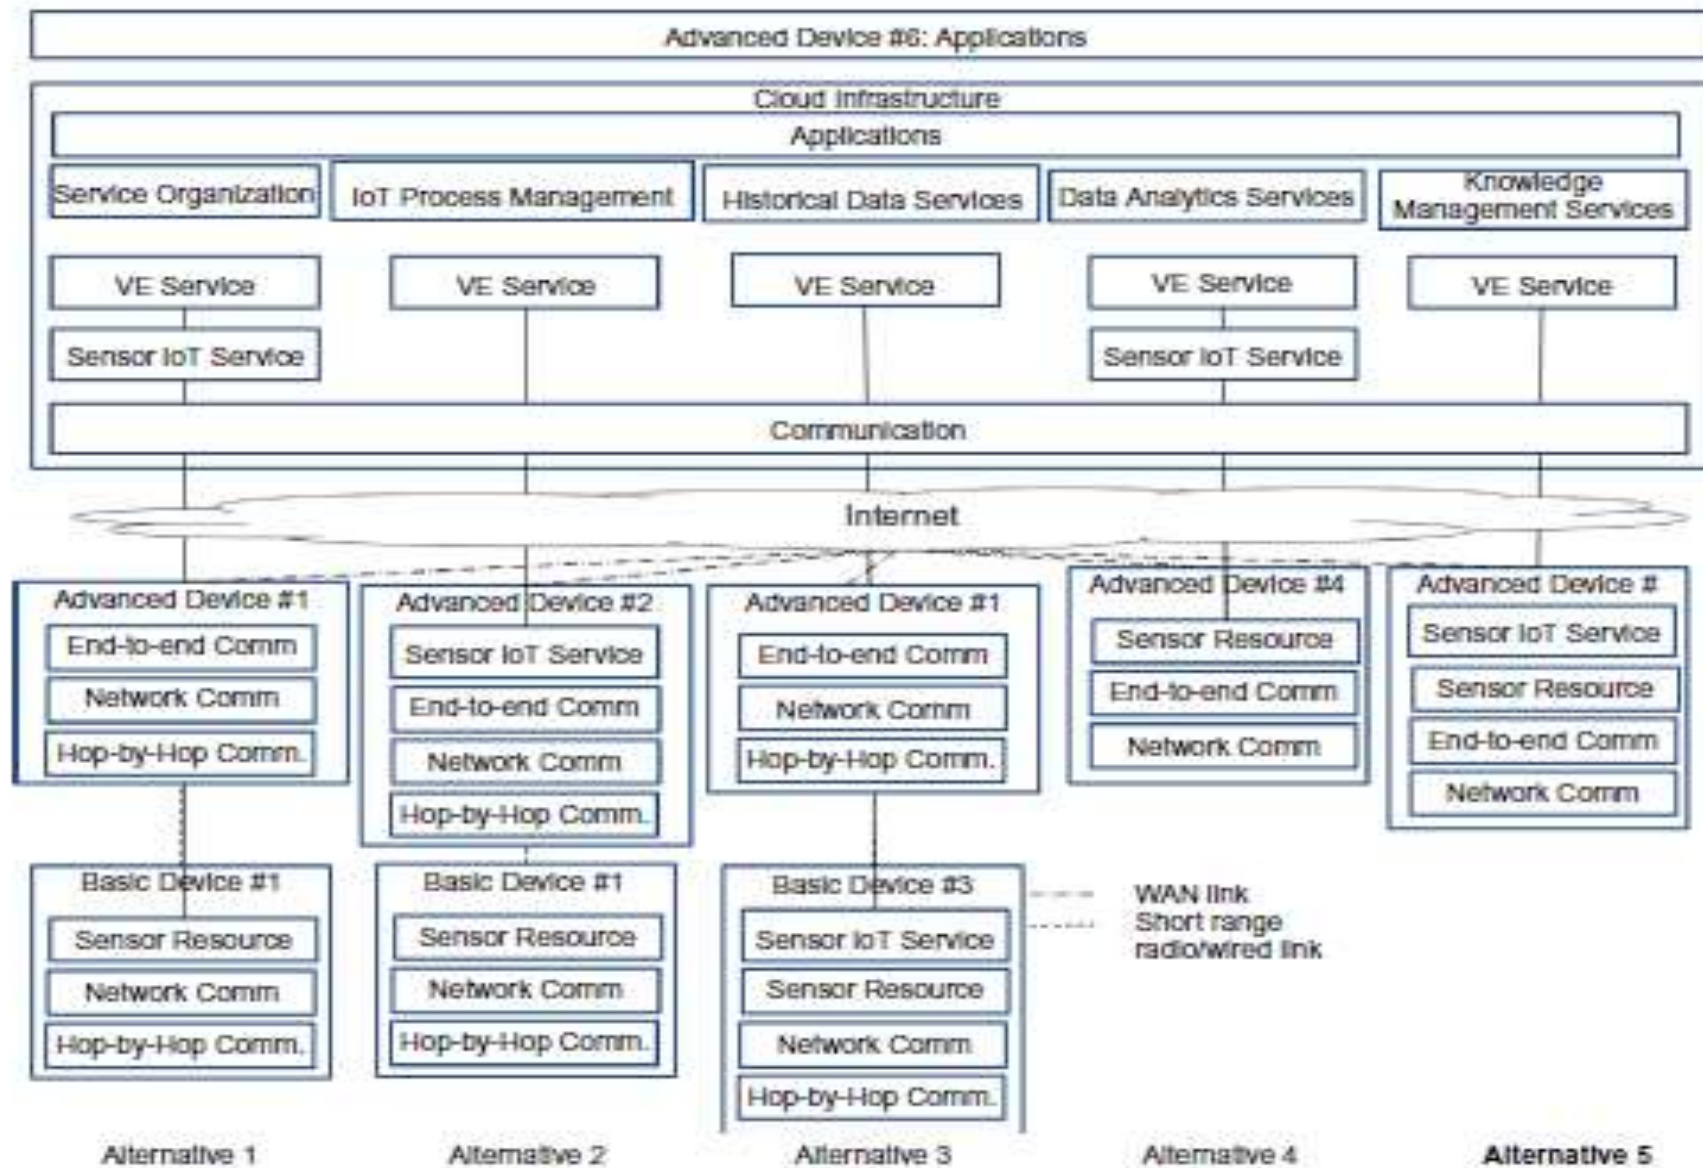 Advanced Device #6: Applications
Cloud Infrastructure
Applications
Service Organization
IoT Process Management
Historical Data Services
Data Analytics Services
Knowledge
Management Services
VE Service
VE Service
VE Service
VE Service
VE Service
Sensor IoT Service
Sensor IoT Service
Communication
Internet
Advanced Device #1
End-to-end Comm
Network Comm
Hop-by-Hop Comm.
Advanced Device #2
Sensor IoT Service
End-to-end Comm
Network Comm
Hop-by-Hop Comm.
Advanced Device #1
End-to-end Comm
Network Comm
Hop-by-Hop Comm.
Advanced Device #4
Sensor Resource
End-to-end Comm
Network Comm
Advanced Device #
Sensor IoT Service
Sensor Resource
End-to-end Comm
Network Comm
Basic Device #1
Sensor Resource
Network Comm
Hop-by-Hop Comm.
Basic Device #1
Sensor Resource
Network Comm
Hop-by-Hop Comm.
Basic Device #3
Sensor IoT Service
Sensor Resource
Network Comm
Hop-by-Hop Comm.
WAN link
Short range
radio/wired link
Alternative 1
Alternative 2
Alternative 3
Alternative 4
Alternative 5